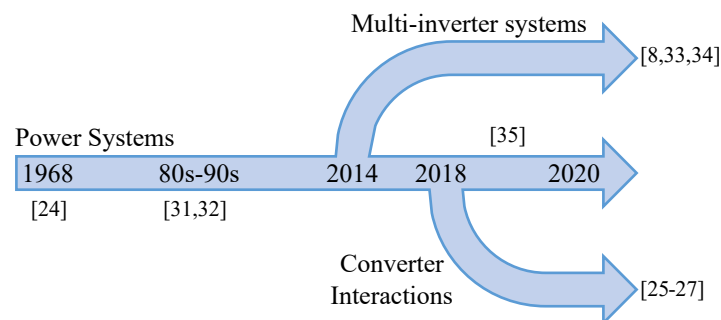 Multi-inverter systems
[8,33,34]
Power Systems
[35]
1968 80s-90s 2014 2018 2020
[24] [31,32]
Converter
Interactions
[25-27]